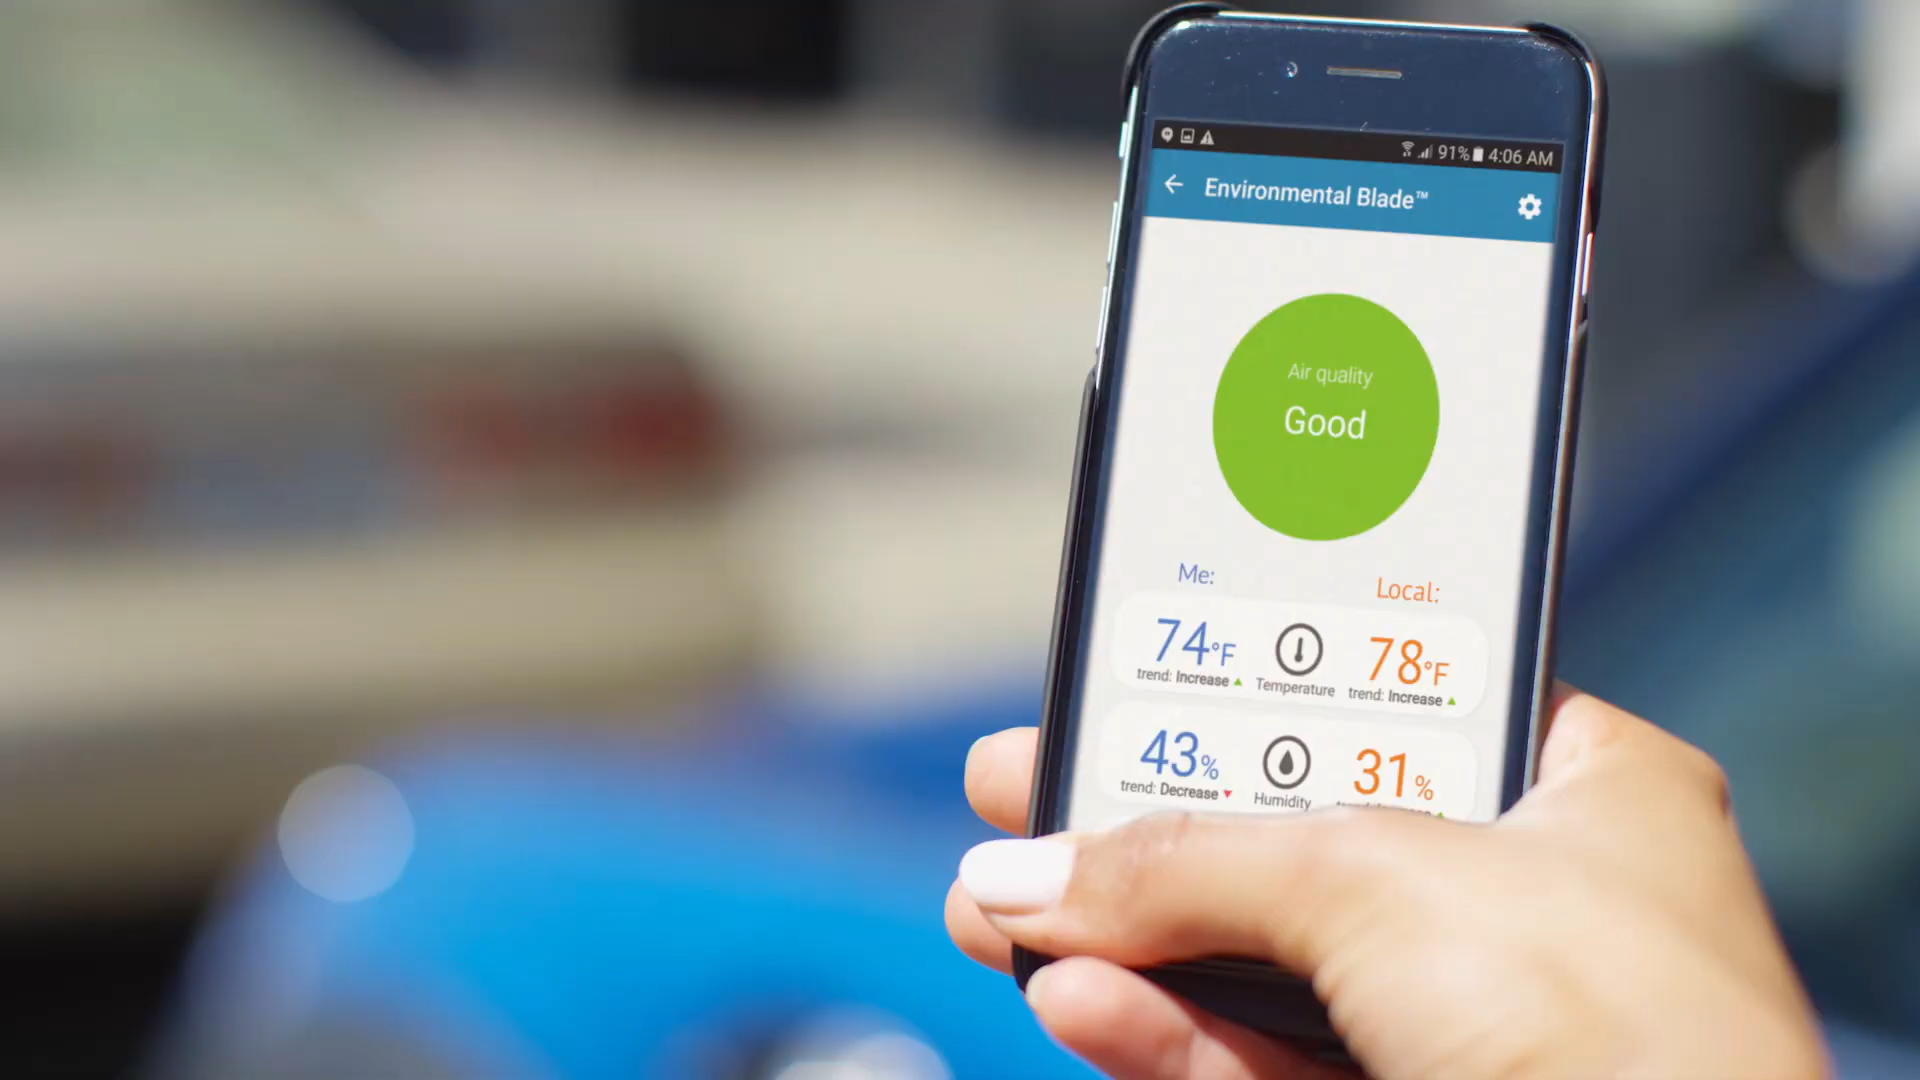 91% 4:06 AM
Environmental Blade™
Air quality
Good
Me:
Local:
74°F
78°F
trend: Increase
Temperature
trend: Increase
43%
31%
trend: Decrease
Humidity